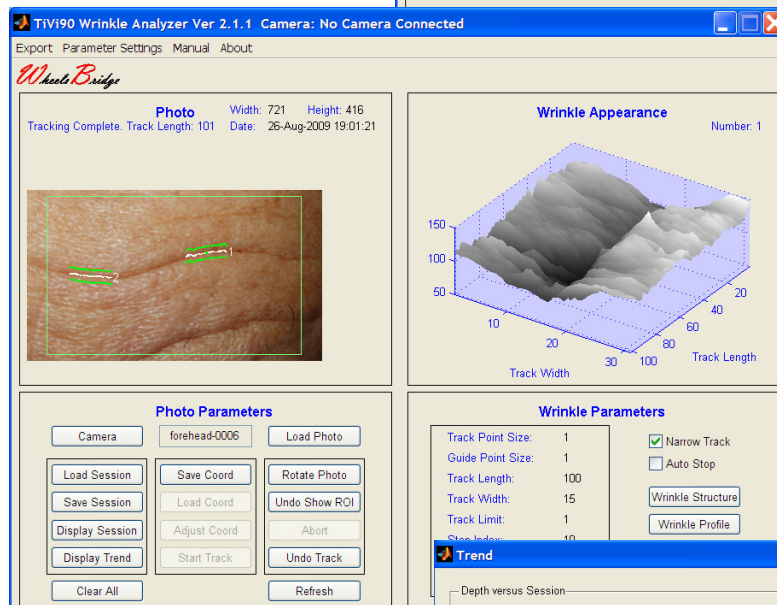 TiVi90 Wrinkle Analyzer Ver 2.1.1 Camera: No Camera Connected
Export Parameter Settings Manual About
Wheels Bridge
Photo
Width: 721 Height: 416
Tracking Complete. Track Length: 101 Date: 26-Aug-2009 19:01:21
1
2
Wrinkle Appearance
Number: 1
150
100
50
10
20
30
100
80
60
40
20
Track Width
Track Length
Photo Parameters
Camera forehead-0006 Load Photo
Load Session Save Coord Rotate Photo
Save Session Load Coord Undo Show ROI
Display Session Adjust Coord Abort
Display Trend Start Track Undo Track
Clear All Refresh
Wrinkle Parameters
Track Point Size: 1
Guide Point Size: 1
Track Length: 100
Track Width: 15
Track Limit: 1
Stop Index: 10
Narrow Track
Auto Stop
Wrinkle Structure
Wrinkle Profile
Trend
Depth versus Session